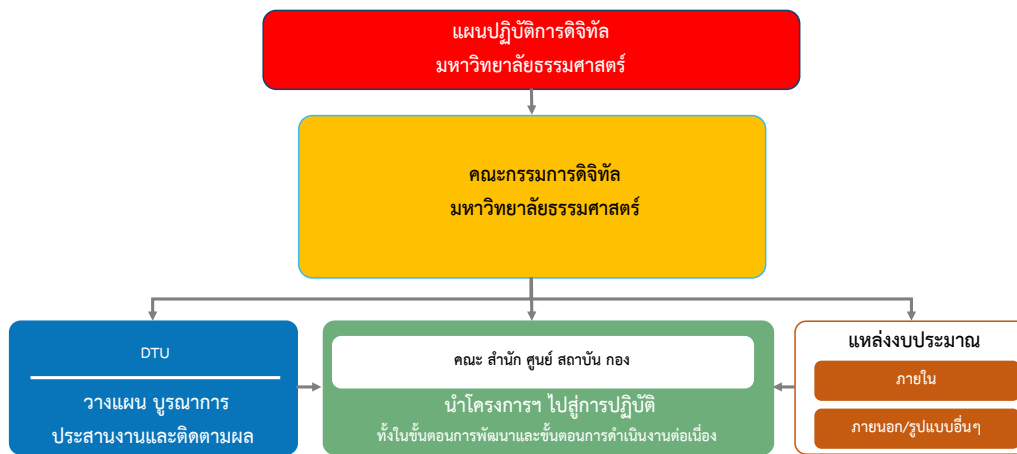 แผนปฏิบัติการดิจิทัล
มหาวิทยาลัยธรรมศาสตร์
คณะกรรมการดิจิทัล
มหาวิทยาลัยธรรมศาสตร์
DTU
วางแผน บูรณาการ
ประสานงานและติดตามผล
คณะ สำนัก ศูนย์ สถาบัน กอง
นำโครงการฯ ไปสู่การปฏิบัติ
ทั้งในขั้นตอนการพัฒนาและขั้นตอนการดำเนินงานต่อเนื่อง
แหล่งงบประมาณ
ภายใน
ภายนอก/รูปแบบอื่นๆ